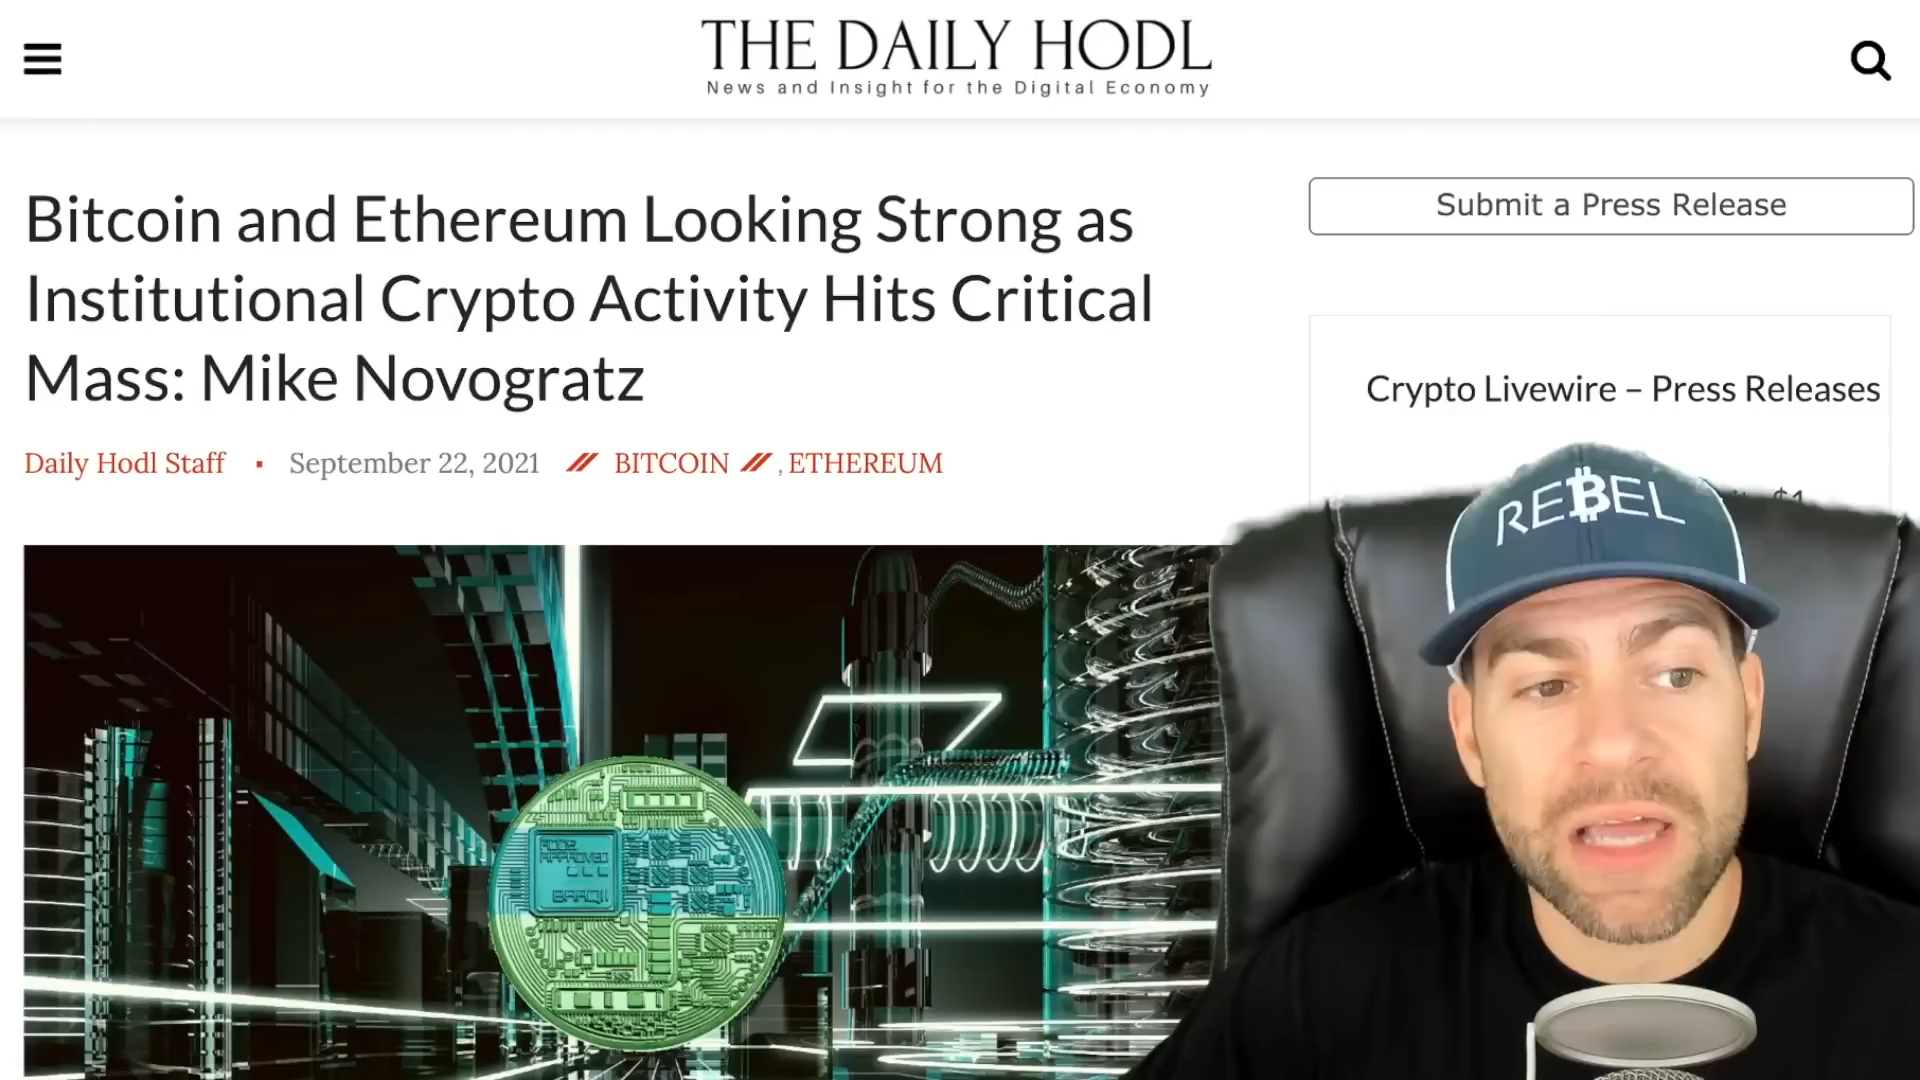 THE DAILY HODL
News and Insight for the Digital Economy
Bitcoin and Ethereum Looking Strong as
Institutional Crypto Activity Hits Critical
Mass: Mike Novogratz
Daily Hodl Staff ▪ September 22, 2021 // BITCOIN // , ETHEREUM
Submit a Press Release
Crypto Livewire – Press Releases
$1
REBEL